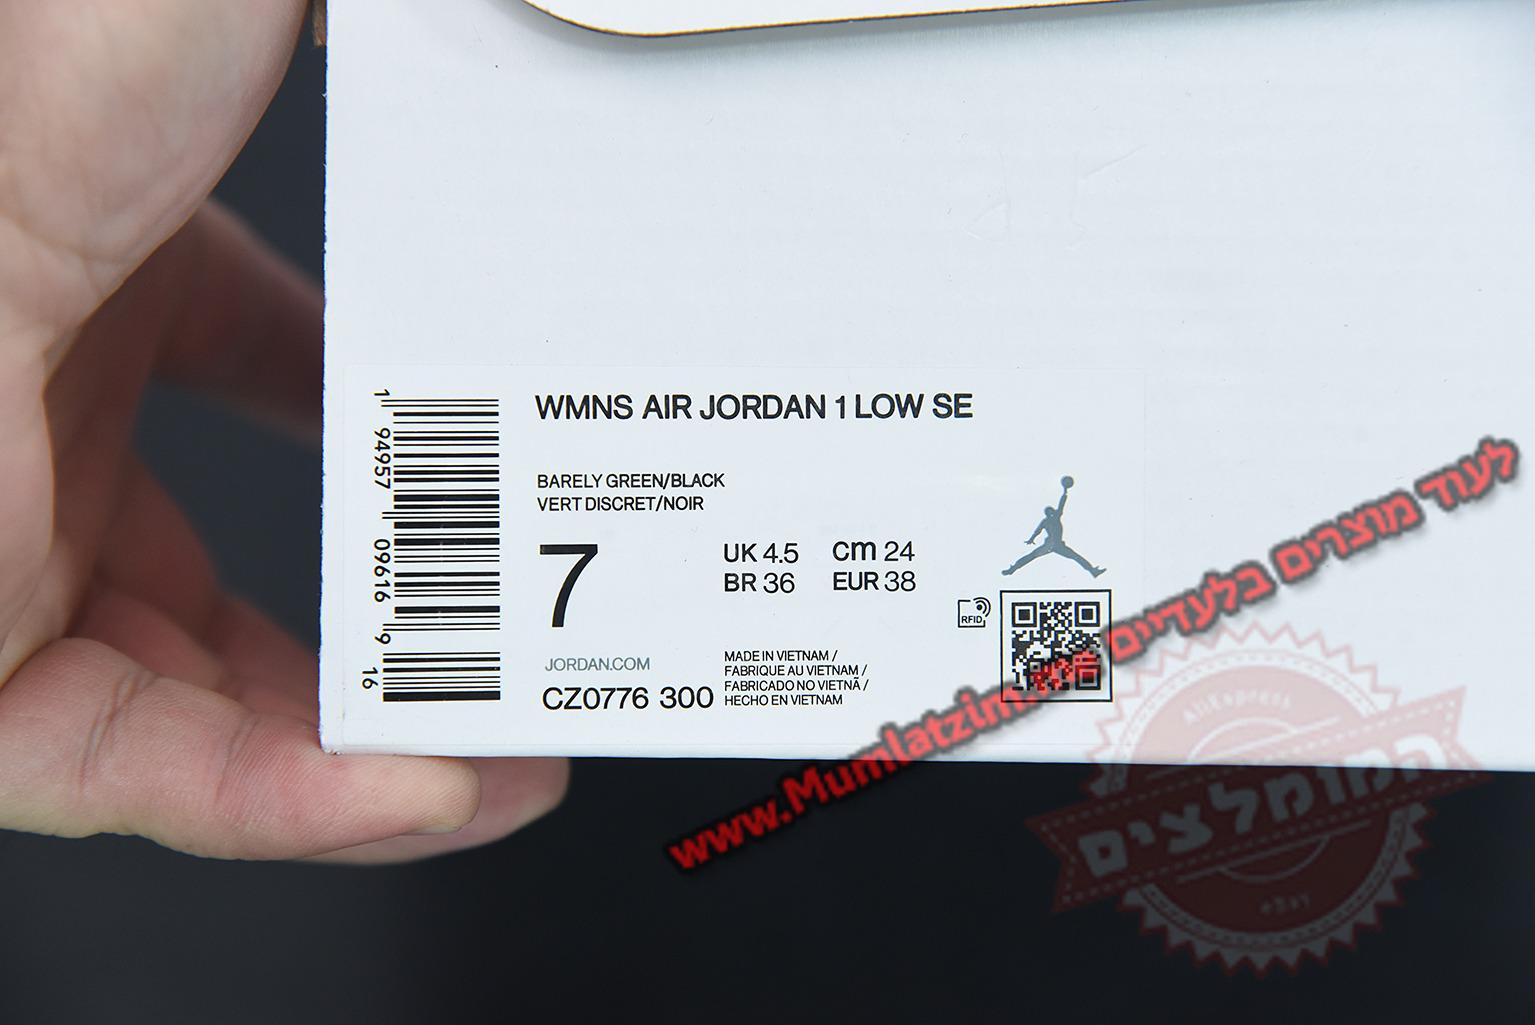 WMNS AIR JORDAN 1 LOW SE
BARELY GREEN/BLACK
VERT DISCRET/NOIR
7
UK 4.5 cm 24
BR 36 EUR 38
RFID
JORDAN.COM
CZ0776 300
MADE IN VIETNAM /
FABRIQUE AU VIETNAM /
FABRICADO NO VIETNÃ /
HECHO EN VIETNAM
1 94957 09616 9 16
לעוד מוצרים בלעדיים www.Mumlatzim
AliExpress
המומלצים
eBay